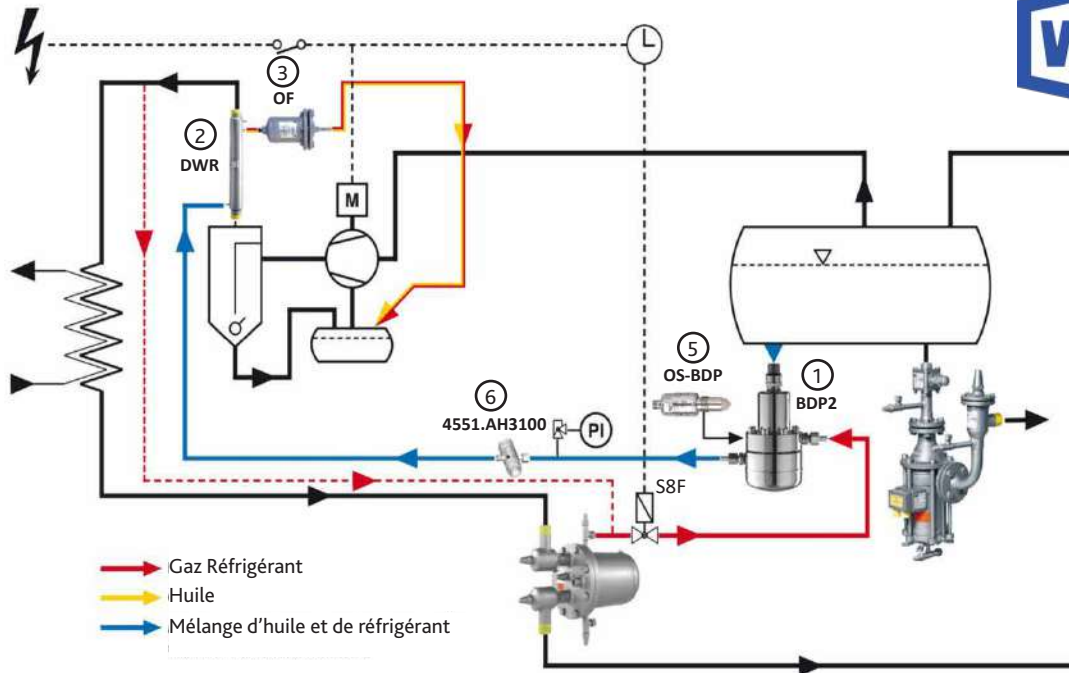 3
OF
2
DWR
M
5
OS-BDP
1
BDP2
6
4551.AH3100
PI
S8F
Gaz Réfrigérant
Huile
Mélange d'huile et de réfrigérant